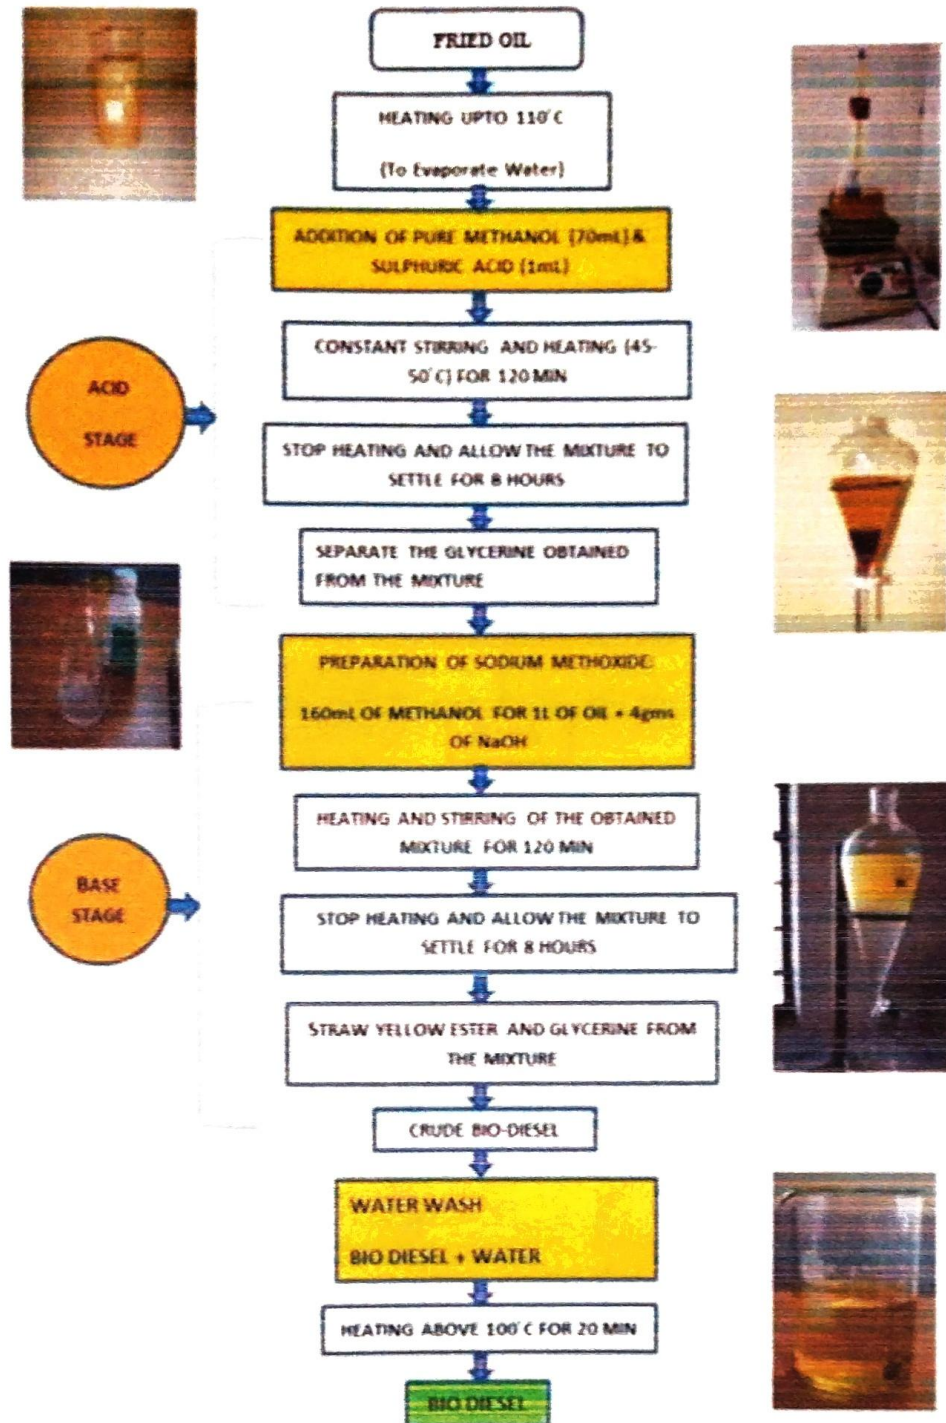 FRIED OIL
HEATING UPTO 110°C
(To Evaporate Water)
ADDITION OF PURE METHANOL (70mL) &
SULPHURIC ACID (1mL)
CONSTANT STIRRING AND HEATING (45-
50°C) FOR 120 MIN
ACID
STAGE
STOP HEATING AND ALLOW THE MIXTURE TO
SETTLE FOR 8 HOURS
SEPARATE THE GLYCERINE OBTAINED
FROM THE MIXTURE
PREPARATION OF SODIUM METHOXIDE:
160mL OF METHANOL FOR 1L OF OIL + 4gms
OF NaOH
HEATING AND STIRRING OF THE OBTAINED
MIXTURE FOR 120 MIN
BASE
STAGE
STOP HEATING AND ALLOW THE MIXTURE TO
SETTLE FOR 8 HOURS
STRAW YELLOW ESTER AND GLYCERINE FROM
THE MIXTURE
CRUDE BIO-DIESEL
WATER WASH
BIO DIESEL + WATER
HEATING ABOVE 100°C FOR 20 MIN
BIO DIESEL